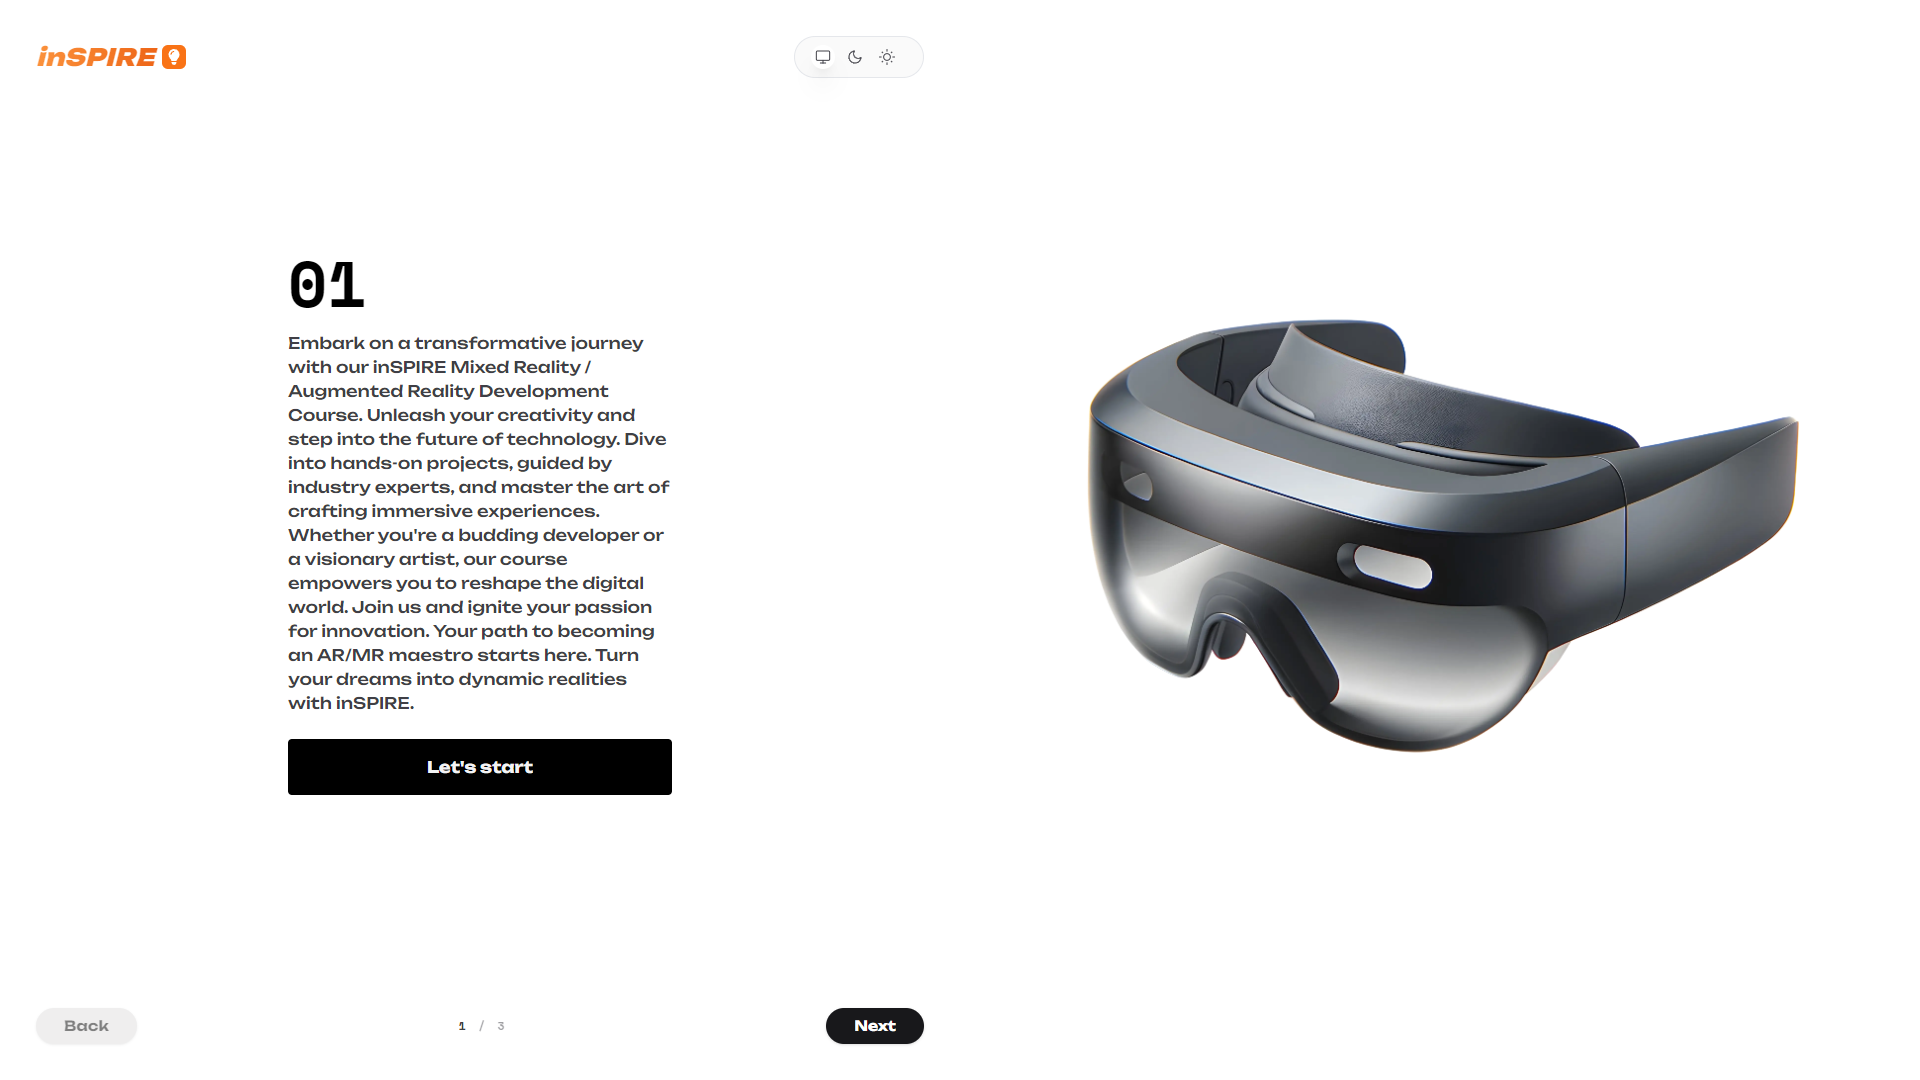 inSPIRE
01
Embark on a transformative journey
with our inSPIRE Mixed Reality /
Augmented Reality Development
Course. Unleash your creativity and
step into the future of technology. Dive
into hands-on projects, guided by
industry experts, and master the art of
crafting immersive experiences.
Whether you're a budding developer or
a visionary artist, our course
empowers you to reshape the digital
world. Join us and ignite your passion
for innovation. Your path to becoming
an AR/MR maestro starts here. Turn
your dreams into dynamic realities
with inSPIRE.
Let's start
Back
1 / 3
Next